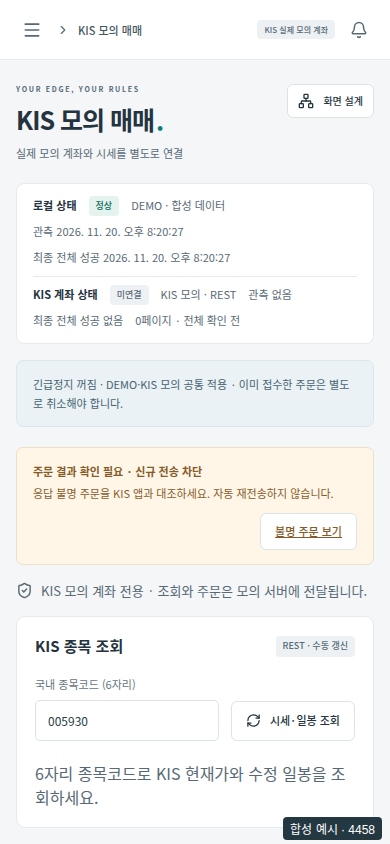 KIS 모의 매매
KIS 실제 모의 계좌
YOUR EDGE, YOUR RULES
KIS 모의 매매.
화면 설계
실제 모의 계좌와 시세를 별도로 연결
로컬 상태 정상 DEMO · 합성 데이터
관측 2026. 11. 20. 오후 8:20:27
최종 전체 성공 2026. 11. 20. 오후 8:20:27
KIS 계좌 상태 미연결 KIS 모의 · REST 관측 없음
최종 전체 성공 없음 0페이지 · 전체 확인 전
긴급정지 꺼짐 · DEMO·KIS 모의 공통 적용 · 이미 접수한 주문은 별도
로 취소해야 합니다.
주문 결과 확인 필요 · 신규 전송 차단
응답 불명 주문을 KIS 앱과 대조하세요. 자동 재전송하지 않습니다.
불명 주문 보기
KIS 모의 계좌 전용 · 조회와 주문은 모의 서버에 전달됩니다.
KIS 종목 조회
REST · 수동 갱신
국내 종목코드 (6자리)
005930
시세·일봉 조회
6자리 종목코드로 KIS 현재가와 수정 일봉을 조
회하세요.
합성 예시 · 4458